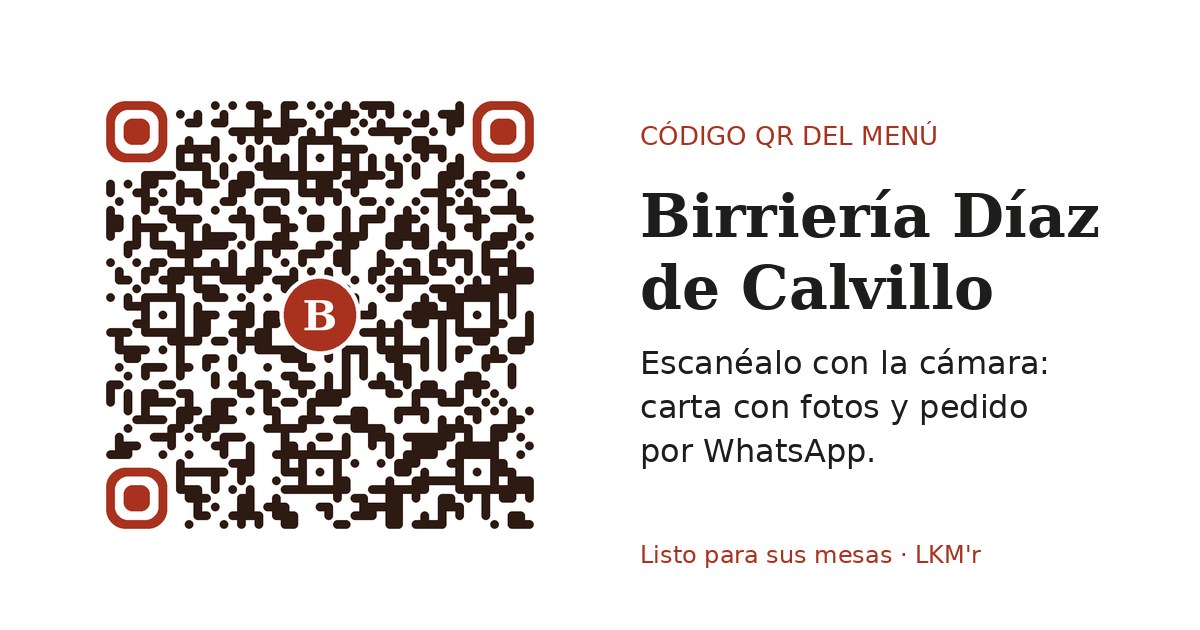 B
CÓDIGO QR DEL MENÚ
Birriería Díaz
de Calvillo
Escanéalo con la cámara:
carta con fotos y pedido
por WhatsApp.
Listo para sus mesas · LKM'r